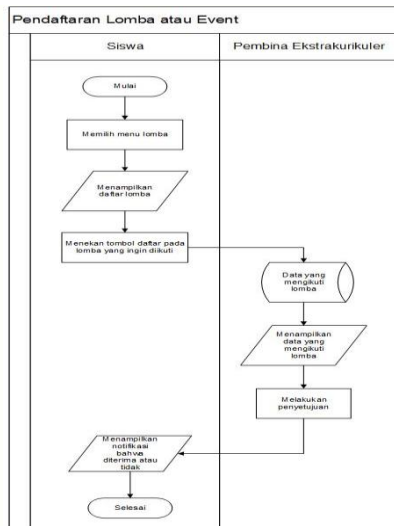 Pendaftaran Lomba atau Event
Siswa
Pembina Ekstrakurikuler
Mulai
Memilih menu lomba
Menampilkan
daftar lomba
Menekan tombol daftar pada
lomba yang ingin diikuti
Data yang
mengikuti
lomba
Menampilkan
data yang
mengikuti
lomba
Melakukan
penyetujuan
Menampilkan
notifikasi
bahwa
diterima atau
tidak
Selesai